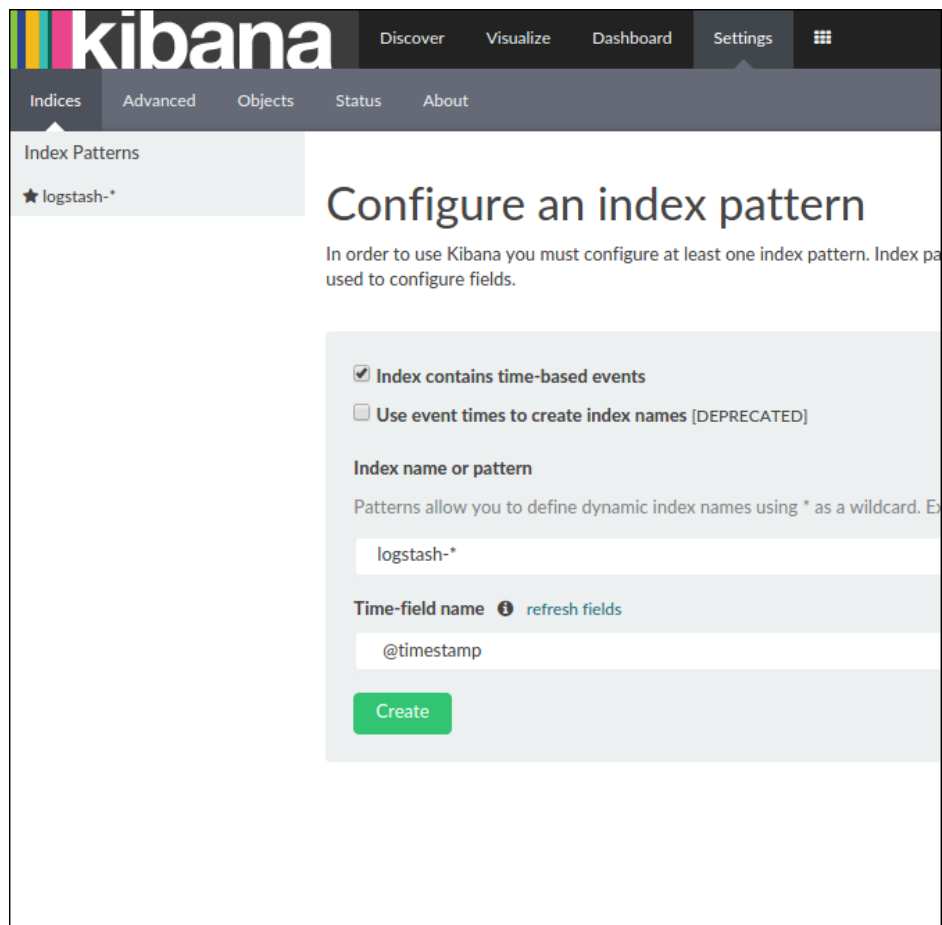 kibana
Discover Visualize Dashboard Settings
Indices Advanced Objects Status About
Index Patterns
logstash-*
Configure an index pattern
In order to use Kibana you must configure at least one index pattern. Index pa
used to configure fields.
Index contains time-based events
Use event times to create index names [DEPRECATED]
Index name or pattern
Patterns allow you to define dynamic index names using * as a wildcard. Ex
logstash-*
Time-field name refresh fields
@timestamp
Create